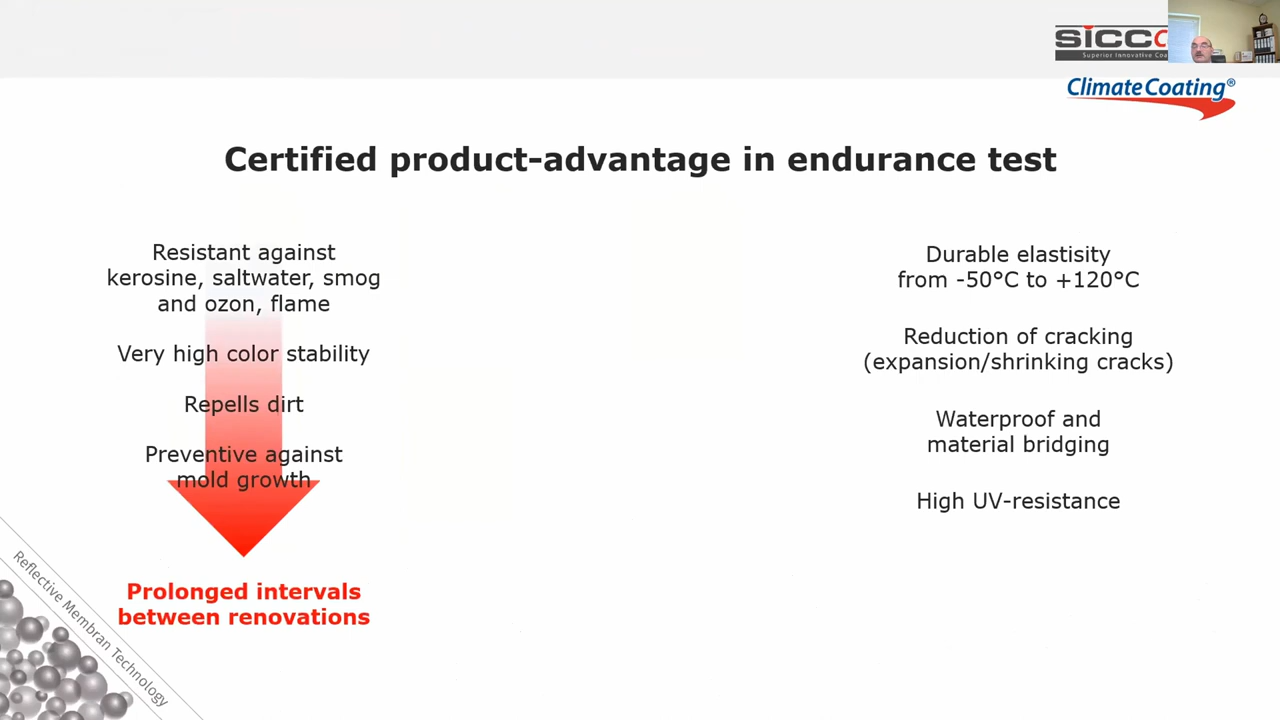 SiCCo
Superior Innovative Coa
ClimateCoating®
Certified product-advantage in endurance test
Resistant against
kerosine, saltwater, smog
and ozon, flame
Very high color stability
Repells dirt
Preventive against
mold growth
Prolonged intervals
between renovations
Durable elastisity
from -50°C to +120°C
Reduction of cracking
(expansion/shrinking cracks)
Waterproof and
material bridging
High UV-resistance
Reflective Membran Technology